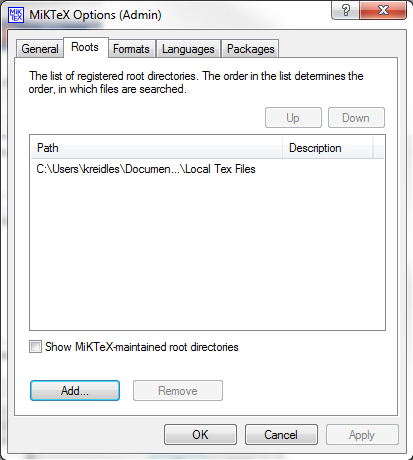 MiKTeX Options (Admin)
General Roots Formats Languages Packages
The list of registered root directories. The order in the list determines the
order, in which files are searched.
Up Down
Path Description
C:\Users\kreidles\Documen...\Local Tex Files
Show MiKTeX-maintained root directories
Add... Remove
OK Cancel Apply